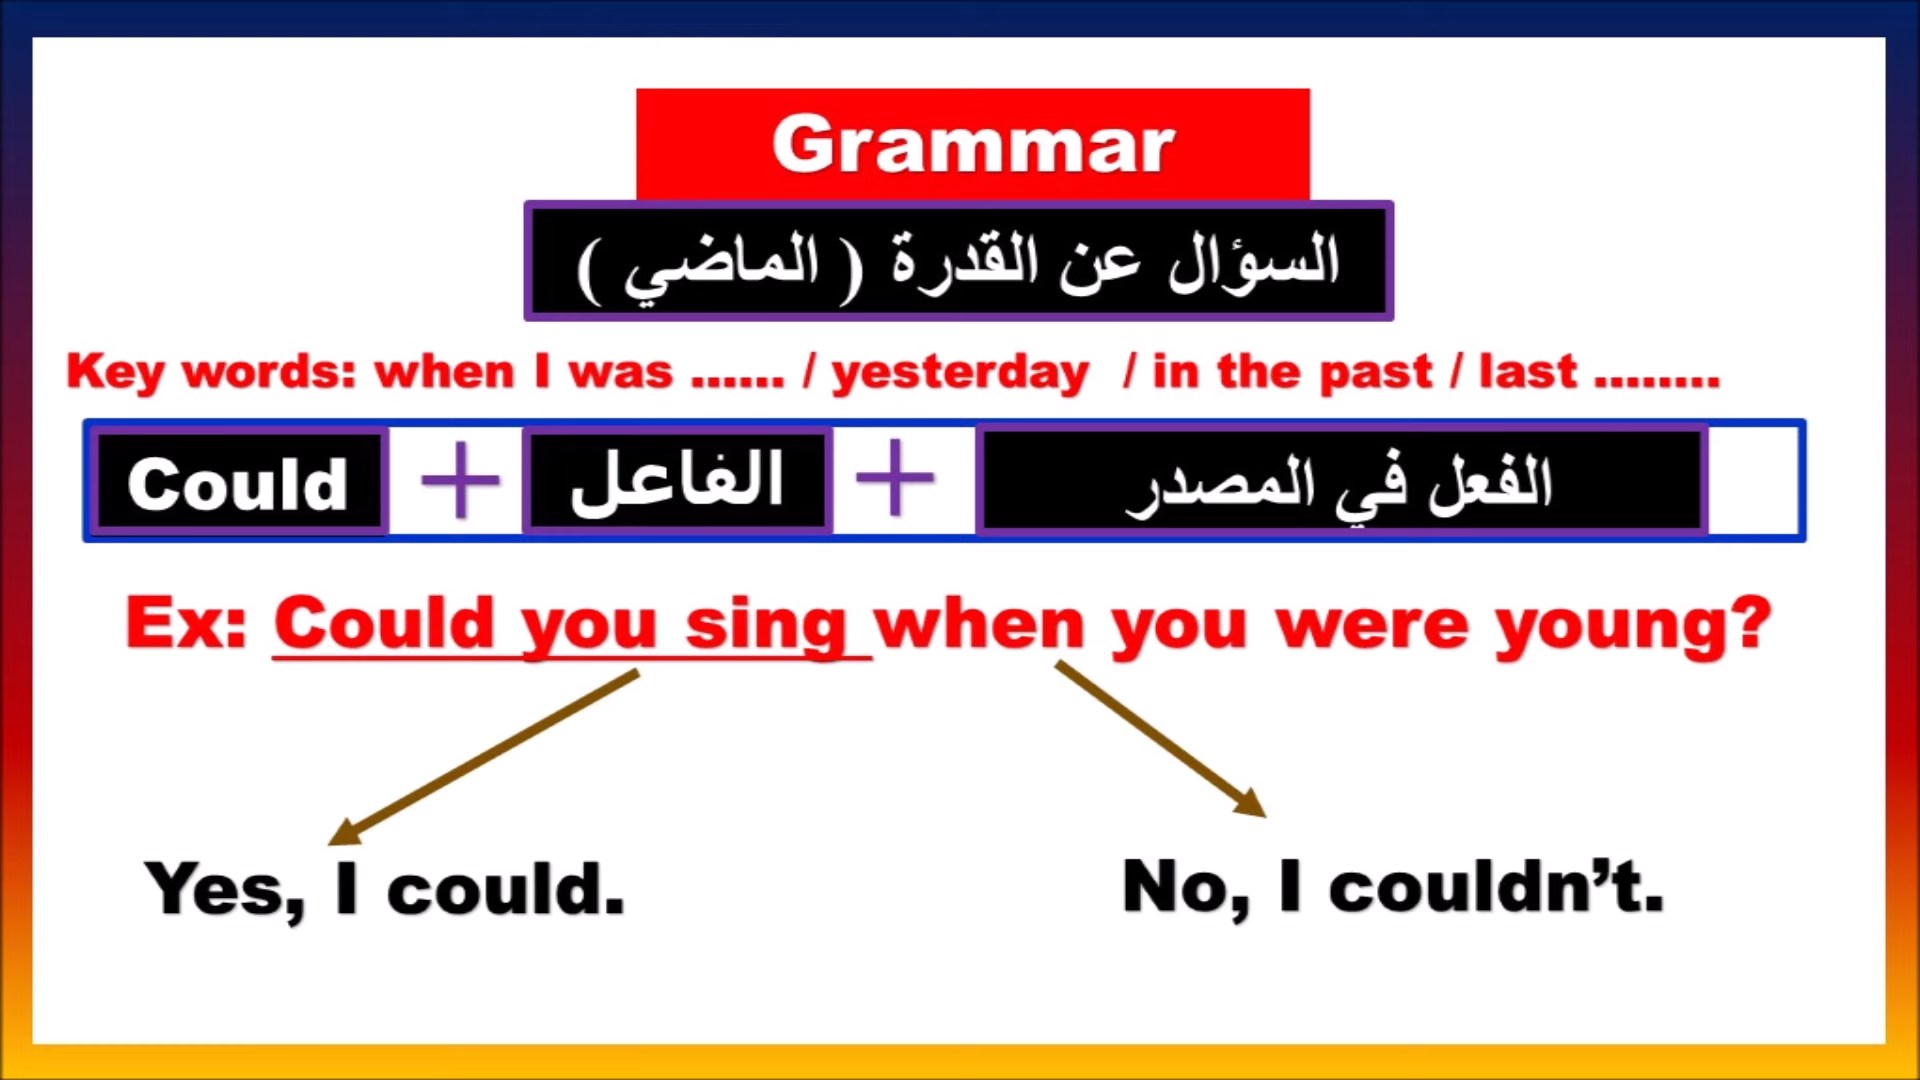 Grammar
السؤال عن القدرة ( الماضي )
Key words: when I was ...... / yesterday / in the past / last ........
Could + الفاعل + الفعل في المصدر
Ex: Could you sing when you were young?
Yes, I could.
No, I couldn’t.